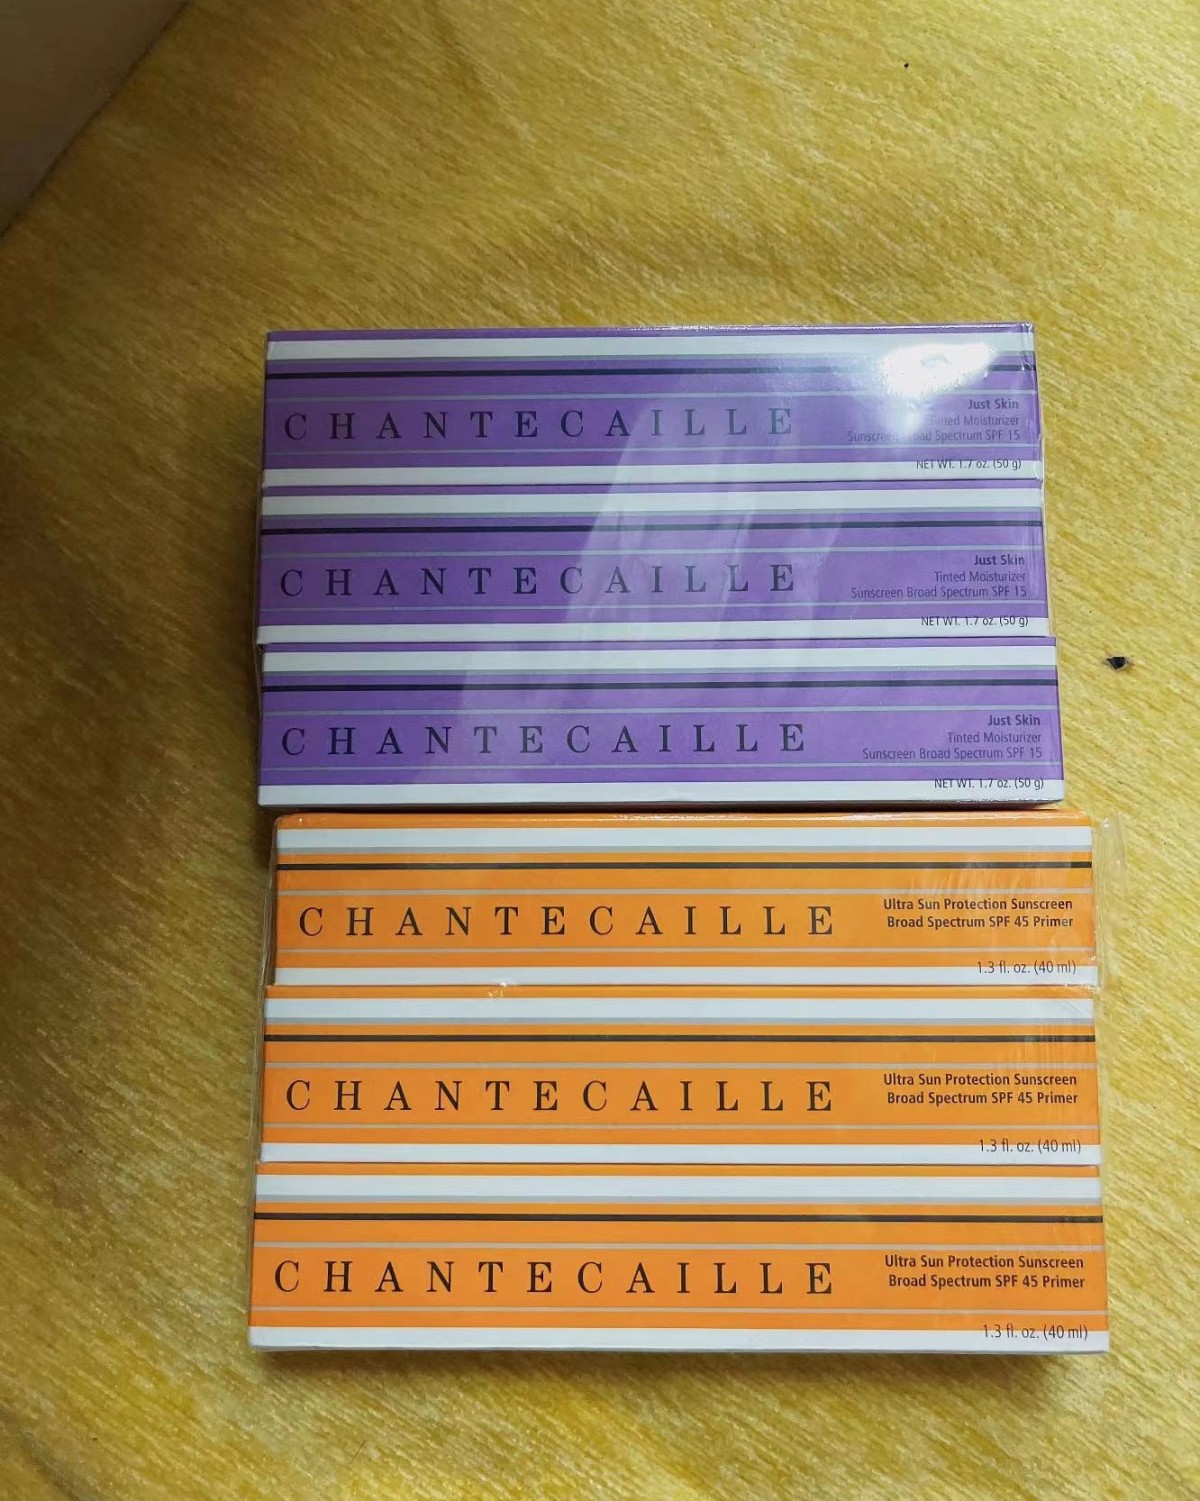 CHANTECAILLE
Just Skin
Tinted Moisturizer
Sunscreen Broad Spectrum SPF 15
NET WT. 1.7 oz. (50 g)
CHANTECAILLE
Just Skin
Tinted Moisturizer
Sunscreen Broad Spectrum SPF 15
NET WT. 1.7 oz. (50 g)
CHANTECAILLE
Just Skin
Tinted Moisturizer
Sunscreen Broad Spectrum SPF 15
NET WT. 1.7 oz. (50 g)
CHANTECAILLE
Ultra Sun Protection Sunscreen
Broad Spectrum SPF 45 Primer
1.3 fl. oz. (40 ml)
CHANTECAILLE
Ultra Sun Protection Sunscreen
Broad Spectrum SPF 45 Primer
1.3 fl. oz. (40 ml)
CHANTECAILLE
Ultra Sun Protection Sunscreen
Broad Spectrum SPF 45 Primer
1.3 fl. oz. (40 ml)